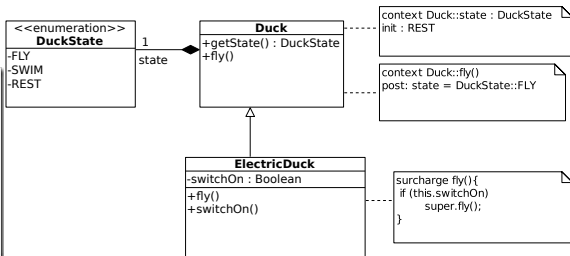 <<enumeration>>
DuckState
-FLY
-SWIM
-REST
1
state
Duck
+getState() : DuckState
+fly()
context Duck::state : DuckState
init : REST
context Duck::fly()
post: state = DuckState::FLY
ElectricDuck
-switchOn : Boolean
+fly()
+switchOn()
surcharge fly(){
if (this.switchOn)
super.fly();
}